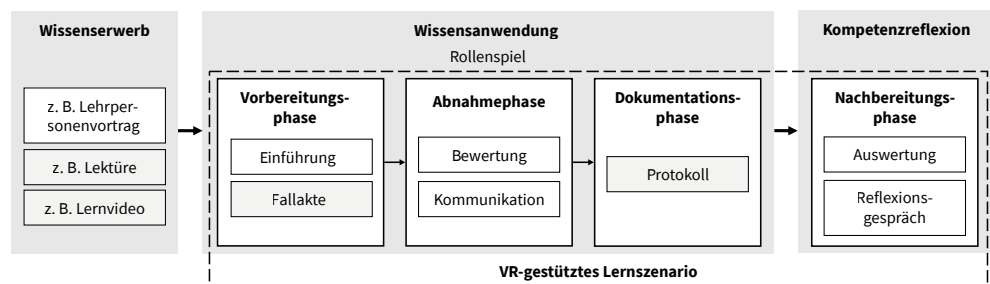 Wissenserwerb
z. B. Lehrper-
sonenvortrag
z. B. Lektüre
z. B. Lernvideo
Wissensanwendung
Rollenspiel
Vorbereitungs-
phase
Einführung
Fallakte
Abnahmephase
Bewertung
Kommunikation
Dokumentations-
phase
Protokoll
Kompetenzreflexion
Nachbereitungs-
phase
Auswertung
Reflexions-
gespräch
VR-gestütztes Lernszenario